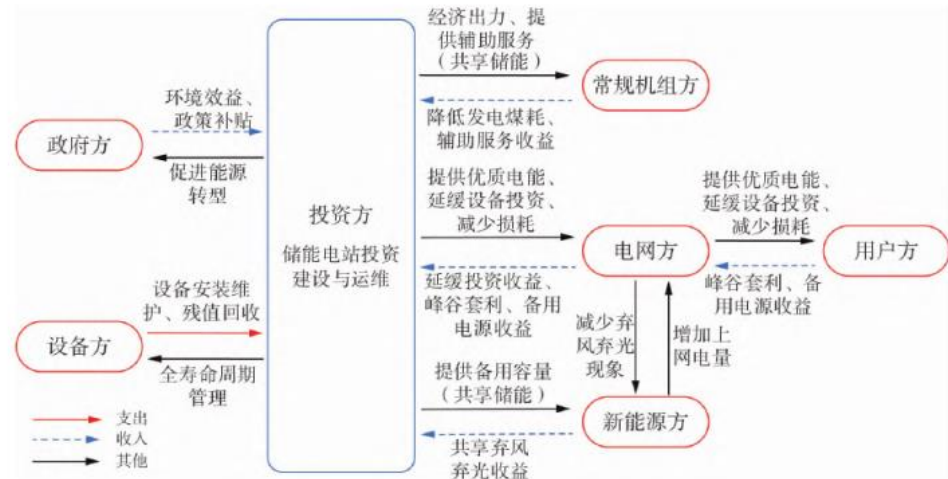 环境效益、
政策补贴
政府方
促进能源
转型
设备安装维
护、残值回收
设备方
全寿命周期
管理
支出
收入
其他
投资方
储能电站投资
建设与运维
经济出力、提
供辅助服务
（共享储能）
常规机组方
降低发电煤耗、
辅助服务收益
提供优质电能、
延缓设备投资、
减少损耗
电网方
延缓投资收益、
峰谷套利、备用
电源收益
提供优质电能、
延缓设备投资、
减少损耗
用户方
峰谷套利、备
用电源收益
减少弃
风弃光
现象
增加上
网电量
提供备用容量
（共享储能）
新能源方
共享弃风
弃光收益